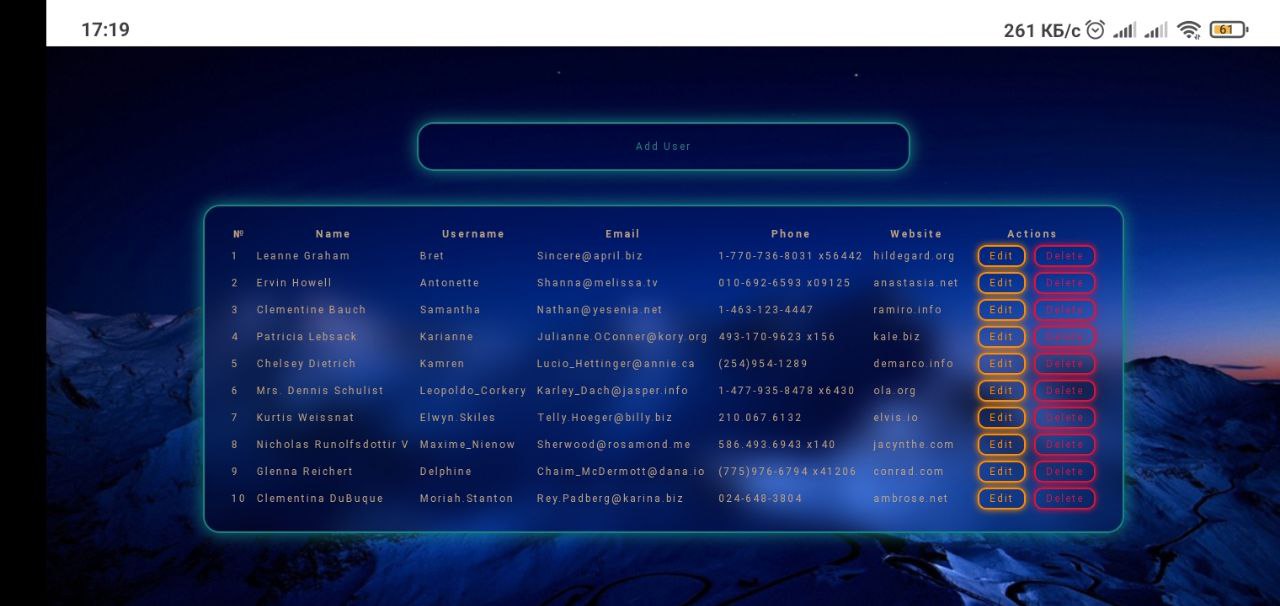 17:19 261 КБ/с 61
Add User
№ Name Username Email Phone Website Actions
1 Leanne Graham Bret Sincere@april.biz 1-770-736-8031 x56442 hildegard.org Edit Delete
2 Ervin Howell Antonette Shanna@melissa.tv 010-692-6593 x09125 anastasia.net Edit Delete
3 Clementine Bauch Samantha Nathan@yesenia.net 1-463-123-4447 ramiro.info Edit Delete
4 Patricia Lebsack Karianne Julianne.OConner@kory.org 493-170-9623 x156 kale.biz Edit Delete
5 Chelsey Dietrich Kamren Lucio_Hettinger@annie.ca (254)954-1289 demarco.info Edit Delete
6 Mrs. Dennis Schulist Leopoldo_Corkery Karley_Dach@jasper.info 1-477-935-8478 x6430 ola.org Edit Delete
7 Kurtis Weissnat Elwyn.Skiles Telly.Hoeger@billy.biz 210.067.6132 elvis.io Edit Delete
8 Nicholas Runolfsdottir V Maxime_Nienow Sherwood@rosamond.me 586.493.6943 x140 jacynthe.com Edit Delete
9 Glenna Reichert Delphine Chaim_McDermott@dana.io (775)976-6794 x41206 conrad.com Edit Delete
10 Clementina DuBuque Moriah.Stanton Rey.Padberg@karina.biz 024-648-3804 ambrose.net Edit Delete